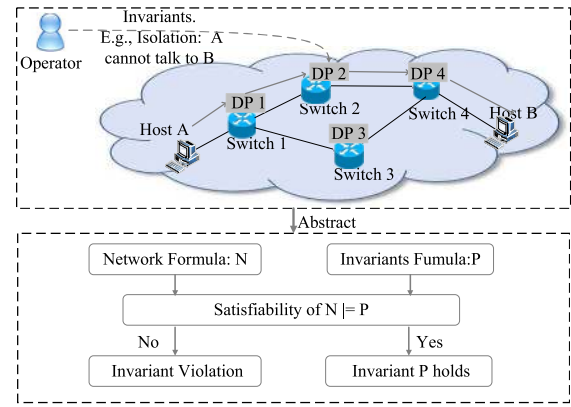 Invariants.
E.g., Isolation: A
cannot talk to B
Operator
DP 2
DP 4
DP 1
Switch 2
Switch 4
Host B
Host A
Switch 1
DP 3
Switch 3
Abstract
Network Formula: N
Invariants Fumula:P
Satisfiability of N |= P
No
Yes
Invariant Violation
Invariant P holds